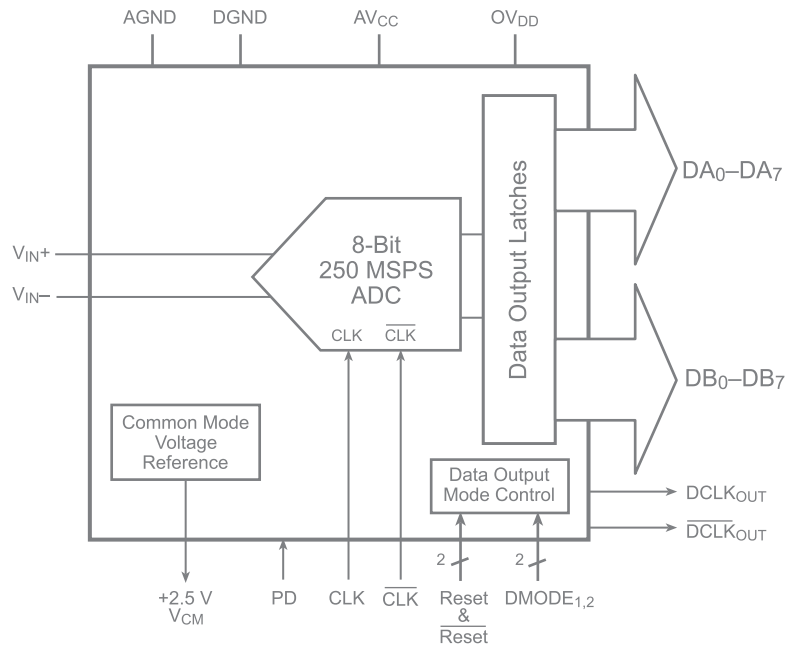 AGND DGND AVCC OVDD
DA0–DA7
8-Bit
250 MSPS
ADC
CLK CLK
Data Output Latches
VIN+
VIN–
DB0–DB7
Common Mode
Voltage
Reference
Data Output
Mode Control
DCLKOUT
DCLKOUT
2 2
+2.5 V
VCM
PD
CLK
CLK
Reset
&
Reset
DMODE1,2